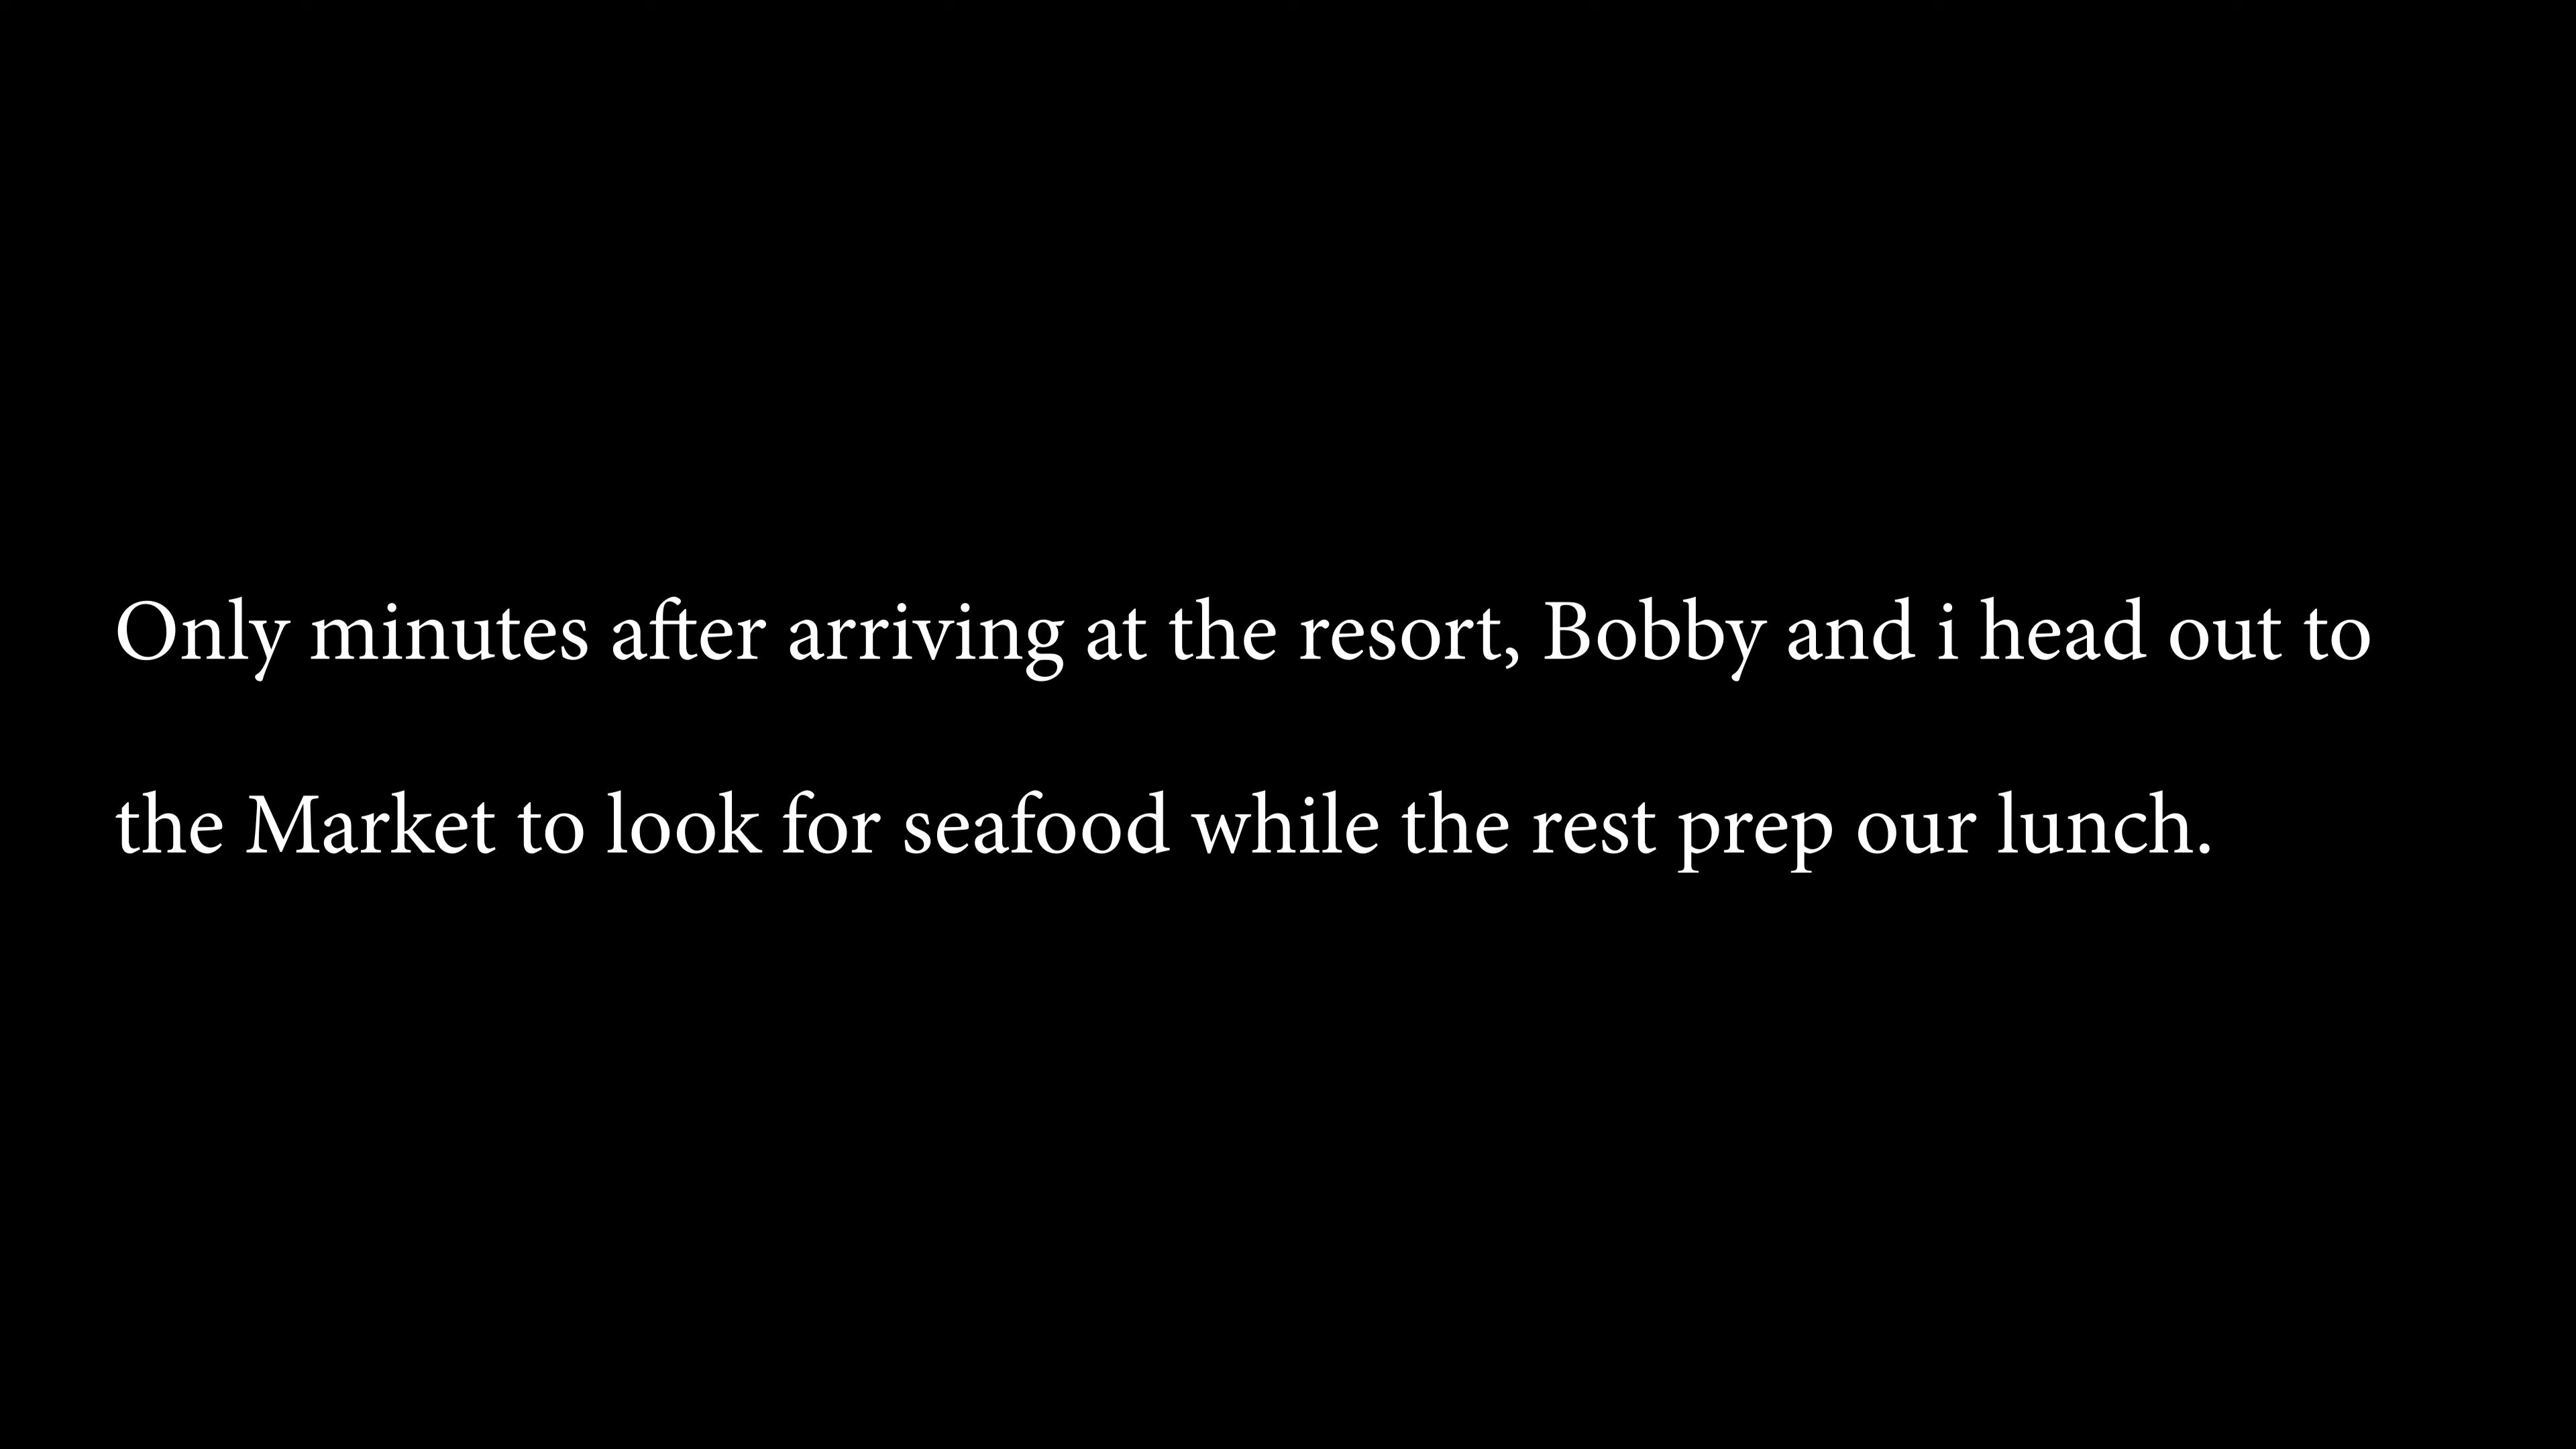 Only minutes after arriving at the resort, Bobby and i head out to
the Market to look for seafood while the rest prep our lunch.